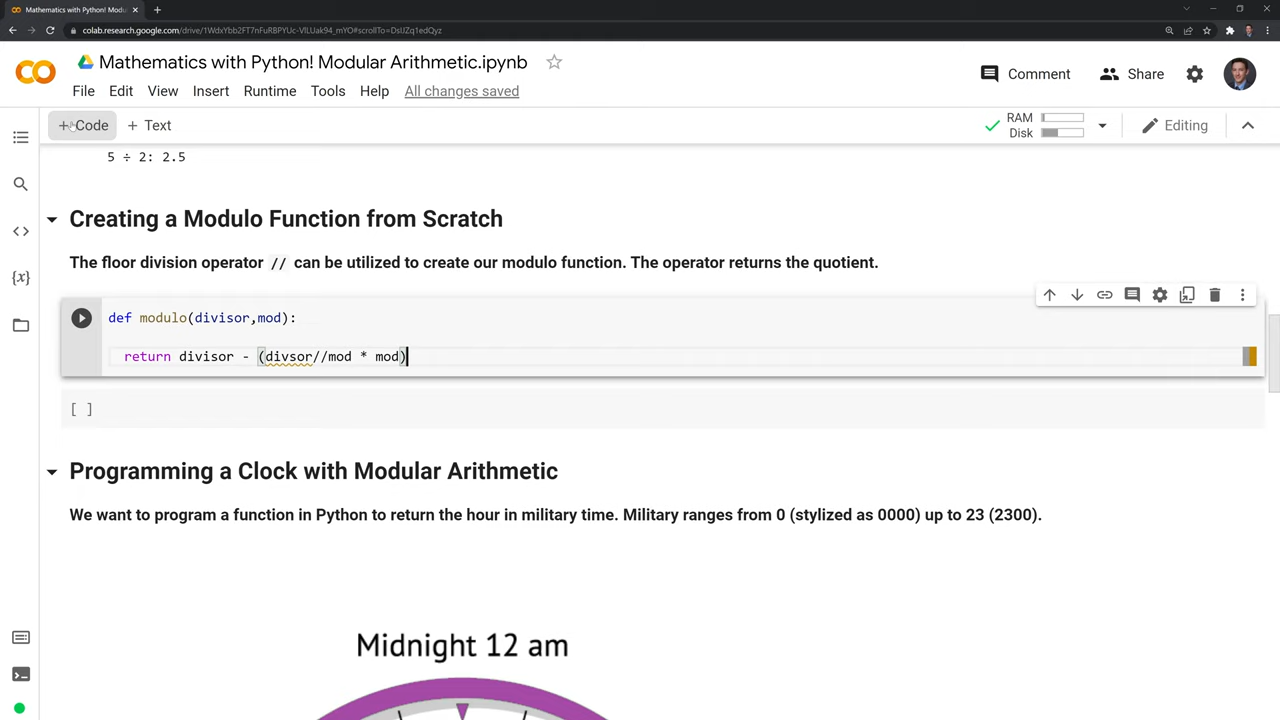 Mathematics with Python! Modul
colab.research.google.com/drive/1WdxYbb2FT7nFuRBPYUc-VlLUak94_mYO#scrollTo=DsIJZq1edQyz
Mathematics with Python! Modular Arithmetic.ipynb
Comment
Share
File Edit View Insert Runtime Tools Help All changes saved
+ Code + Text
RAM
Disk
Editing
5 ÷ 2: 2.5
Creating a Modulo Function from Scratch
The floor division operator // can be utilized to create our modulo function. The operator returns the quotient.
def modulo(divisor,mod):
return divisor - (divsor//mod * mod)
[ ]
Programming a Clock with Modular Arithmetic
We want to program a function in Python to return the hour in military time. Military ranges from 0 (stylized as 0000) up to 23 (2300).
Midnight 12 am